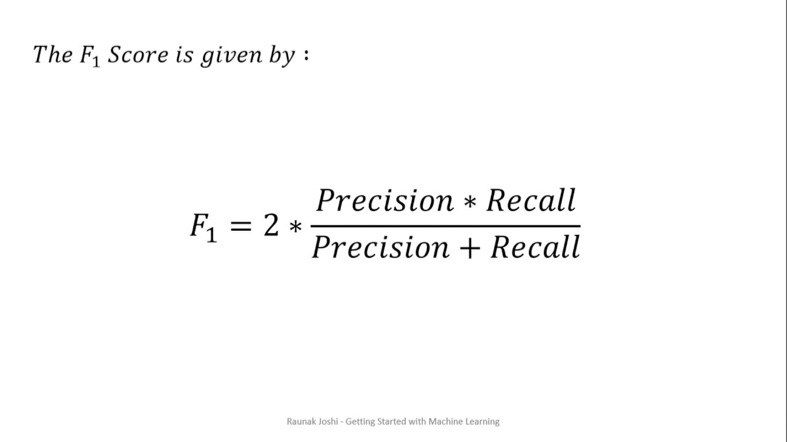 The F₁ Score is given by :
F₁ = 2 * Precision * Recall / Precision + Recall
Raunak Joshi - Getting Started with Machine Learning